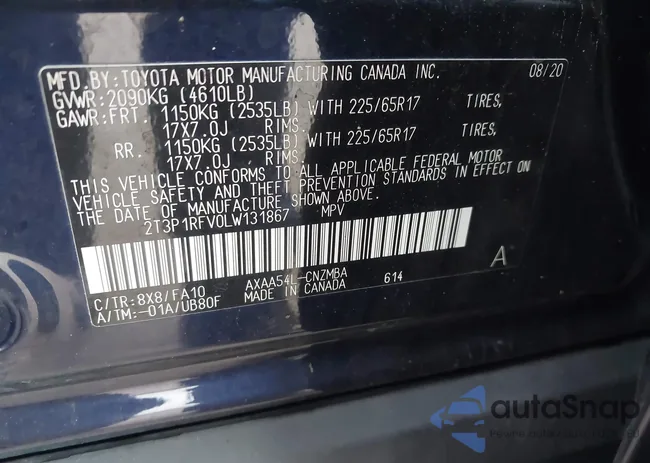 MFD.BY:TOYOTA MOTOR MANUFACTURING CANADA INC. 08/20
GVWR:2090KG (4610LB)
GAWR:FRT. 1150KG (2535LB) WITH 225/65R17 TIRES,
17X7.0J RIMS.
RR. 1150KG (2535LB) WITH 225/65R17 TIRES,
17X7.0J RIMS.
THIS VEHICLE CONFORMS TO ALL APPLICABLE FEDERAL MOTOR
VEHICLE SAFETY AND THEFT PREVENTION STANDARDS IN EFFECT ON
THE DATE OF MANUFACTURE SHOWN ABOVE.
2T3P1RFV0LW131867 MPV
A
C/TR:8X8/FA10 AXAA54L-CNZMBA 614
A/TM:-01A/UB80F MADE IN CANADA
autoSnap